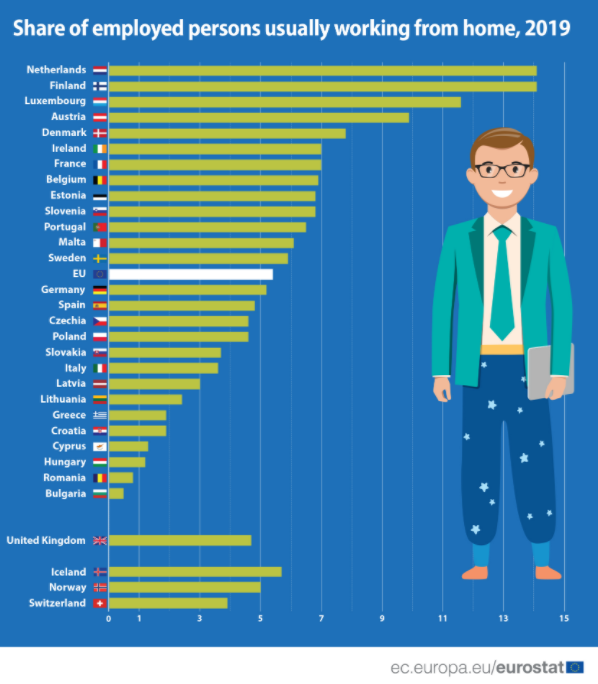 Share of employed persons usually working from home, 2019
Netherlands
Finland
Luxembourg
Austria
Denmark
Ireland
France
Belgium
Estonia
Slovenia
Portugal
Malta
Sweden
EU
Germany
Spain
Czechia
Poland
Slovakia
Italy
Latvia
Lithuania
Greece
Croatia
Cyprus
Hungary
Romania
Bulgaria
United Kingdom
Iceland
Norway
Switzerland
0 1 3 5 7 9 11 13 15
ec.europa.eu/eurostat